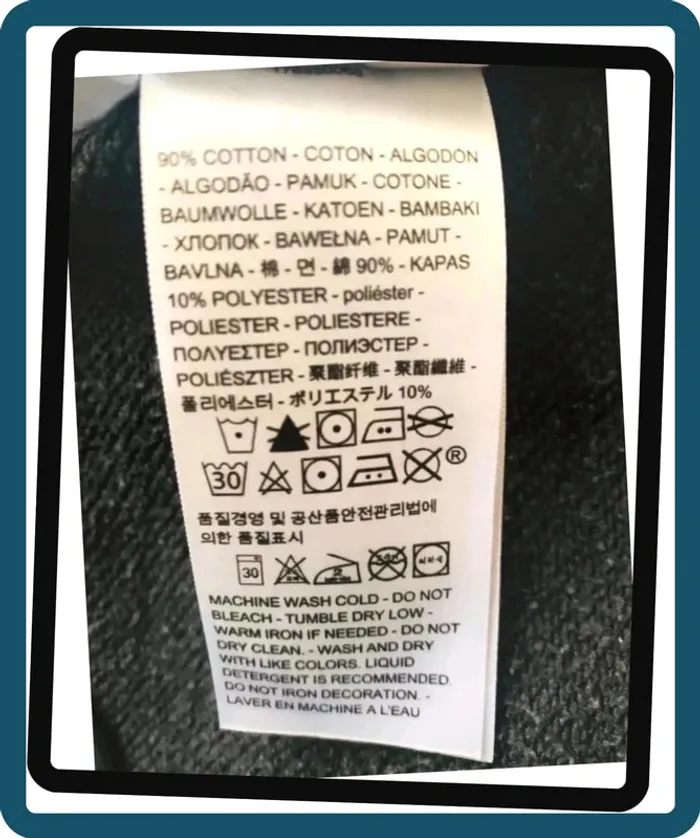 90% COTTON - COTON - ALGODÓN
- ALGODÃO - PAMUK - COTONE -
BAUMWOLLE - KATOEN - BAMBAKI
- ХЛОПОК - BAWEŁNA - PAMUT -
BAVLNA - 棉 - 면 - 綿 90% - KAPAS
10% POLYESTER - poliéster -
POLIESTER - POLIESTERE -
ΠΟΛΥΕΣΤΕΡ - ПОЛИЭСТЕР -
POLIÉSZTER - 聚酯纤维 - 聚酯纖維 -
폴리에스터 - ポリエステル 10%
30 ®
품질경영 및 공산품안전관리법에
의한 품질표시
30 2
MACHINE WASH COLD - DO NOT
BLEACH - TUMBLE DRY LOW -
WARM IRON IF NEEDED - DO NOT
DRY CLEAN. - WASH AND DRY
WITH LIKE COLORS. LIQUID
DETERGENT IS RECOMMENDED.
DO NOT IRON DECORATION. -
LAVER EN MACHINE A L'EAU